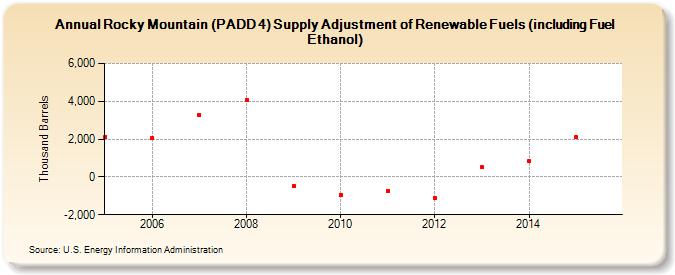 Annual Rocky Mountain (PADD 4) Supply Adjustment of Renewable Fuels (including Fuel
Ethanol)
Thousand Barrels
6,000
4,000
2,000
0
-2,000
2006
2008
2010
2012
2014
Source: U.S. Energy Information Administration